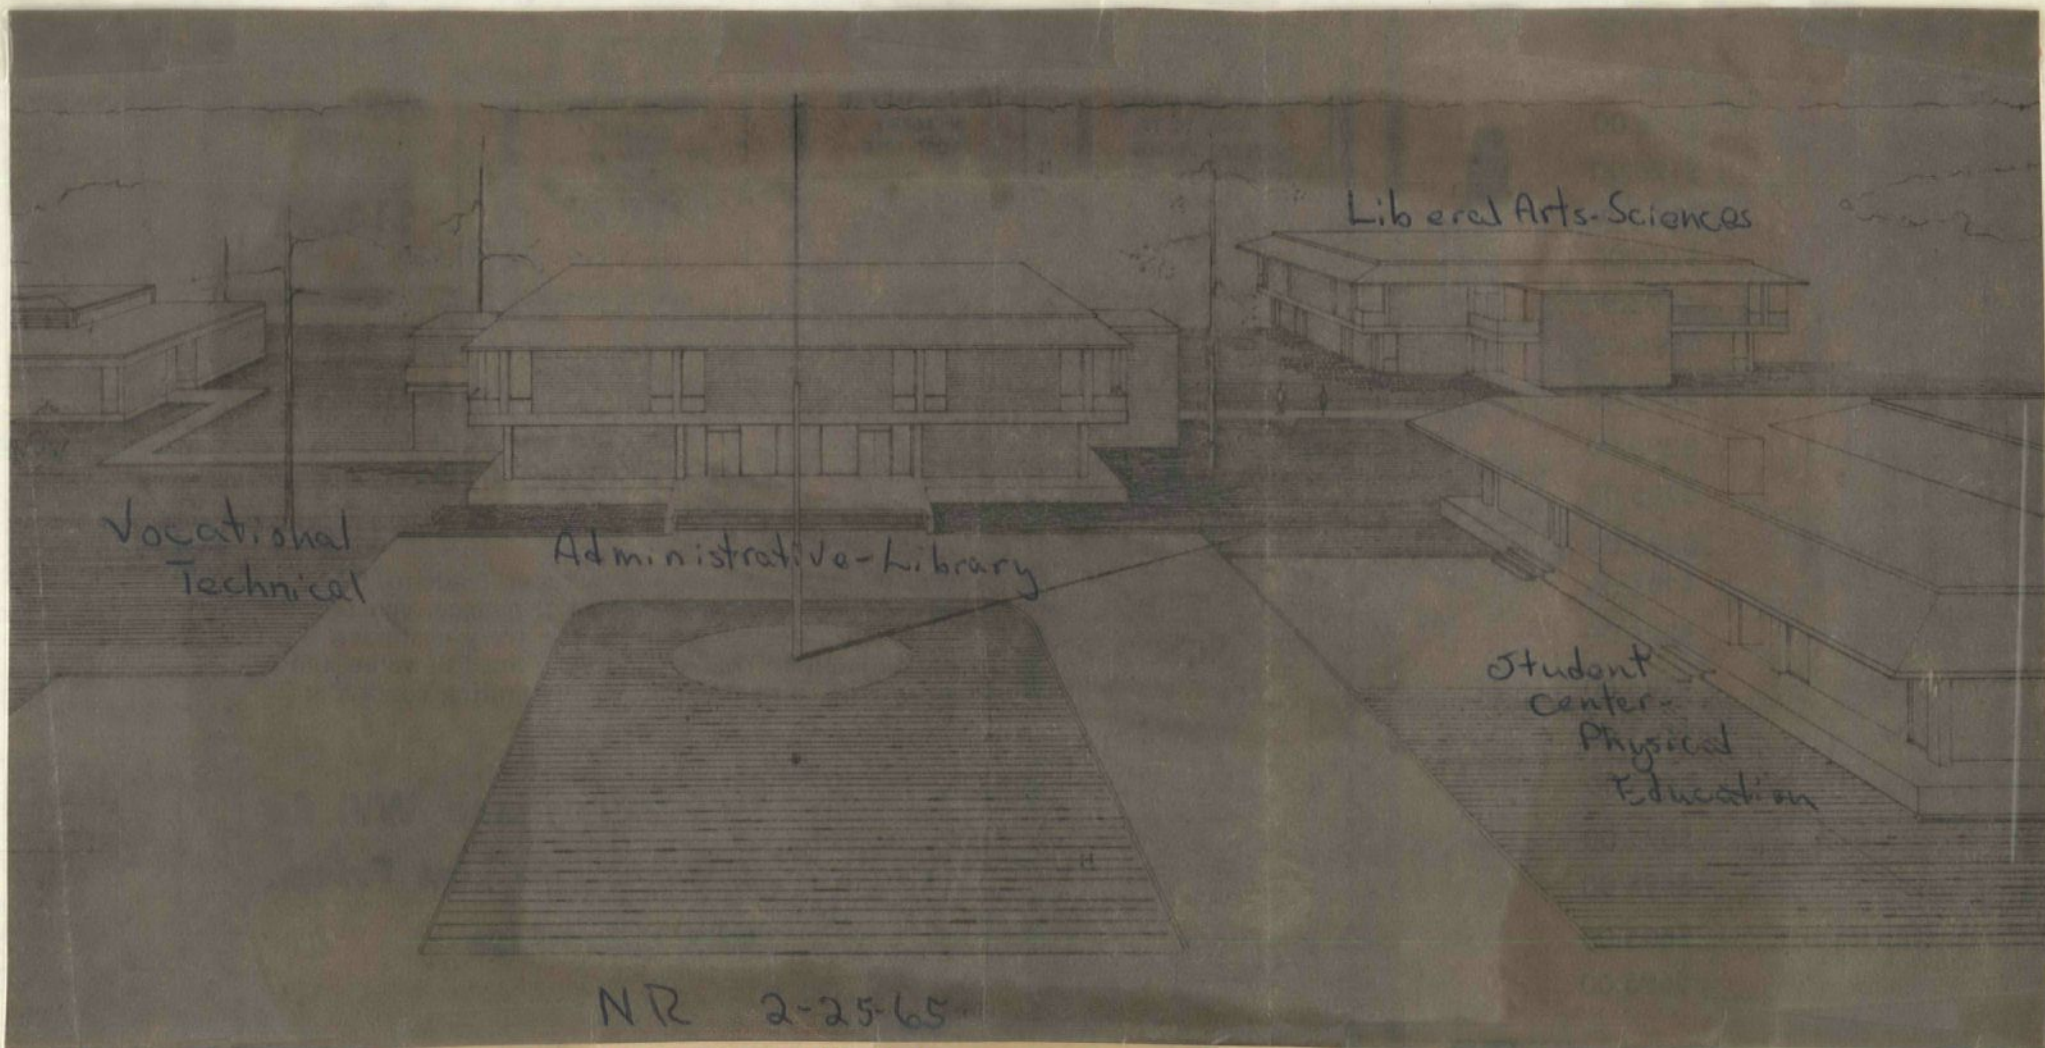 Liberal Arts-Sciences
Vocational
Technical
Administrative-Library
Student
Center-
Physical
Education
NR 2-25-65